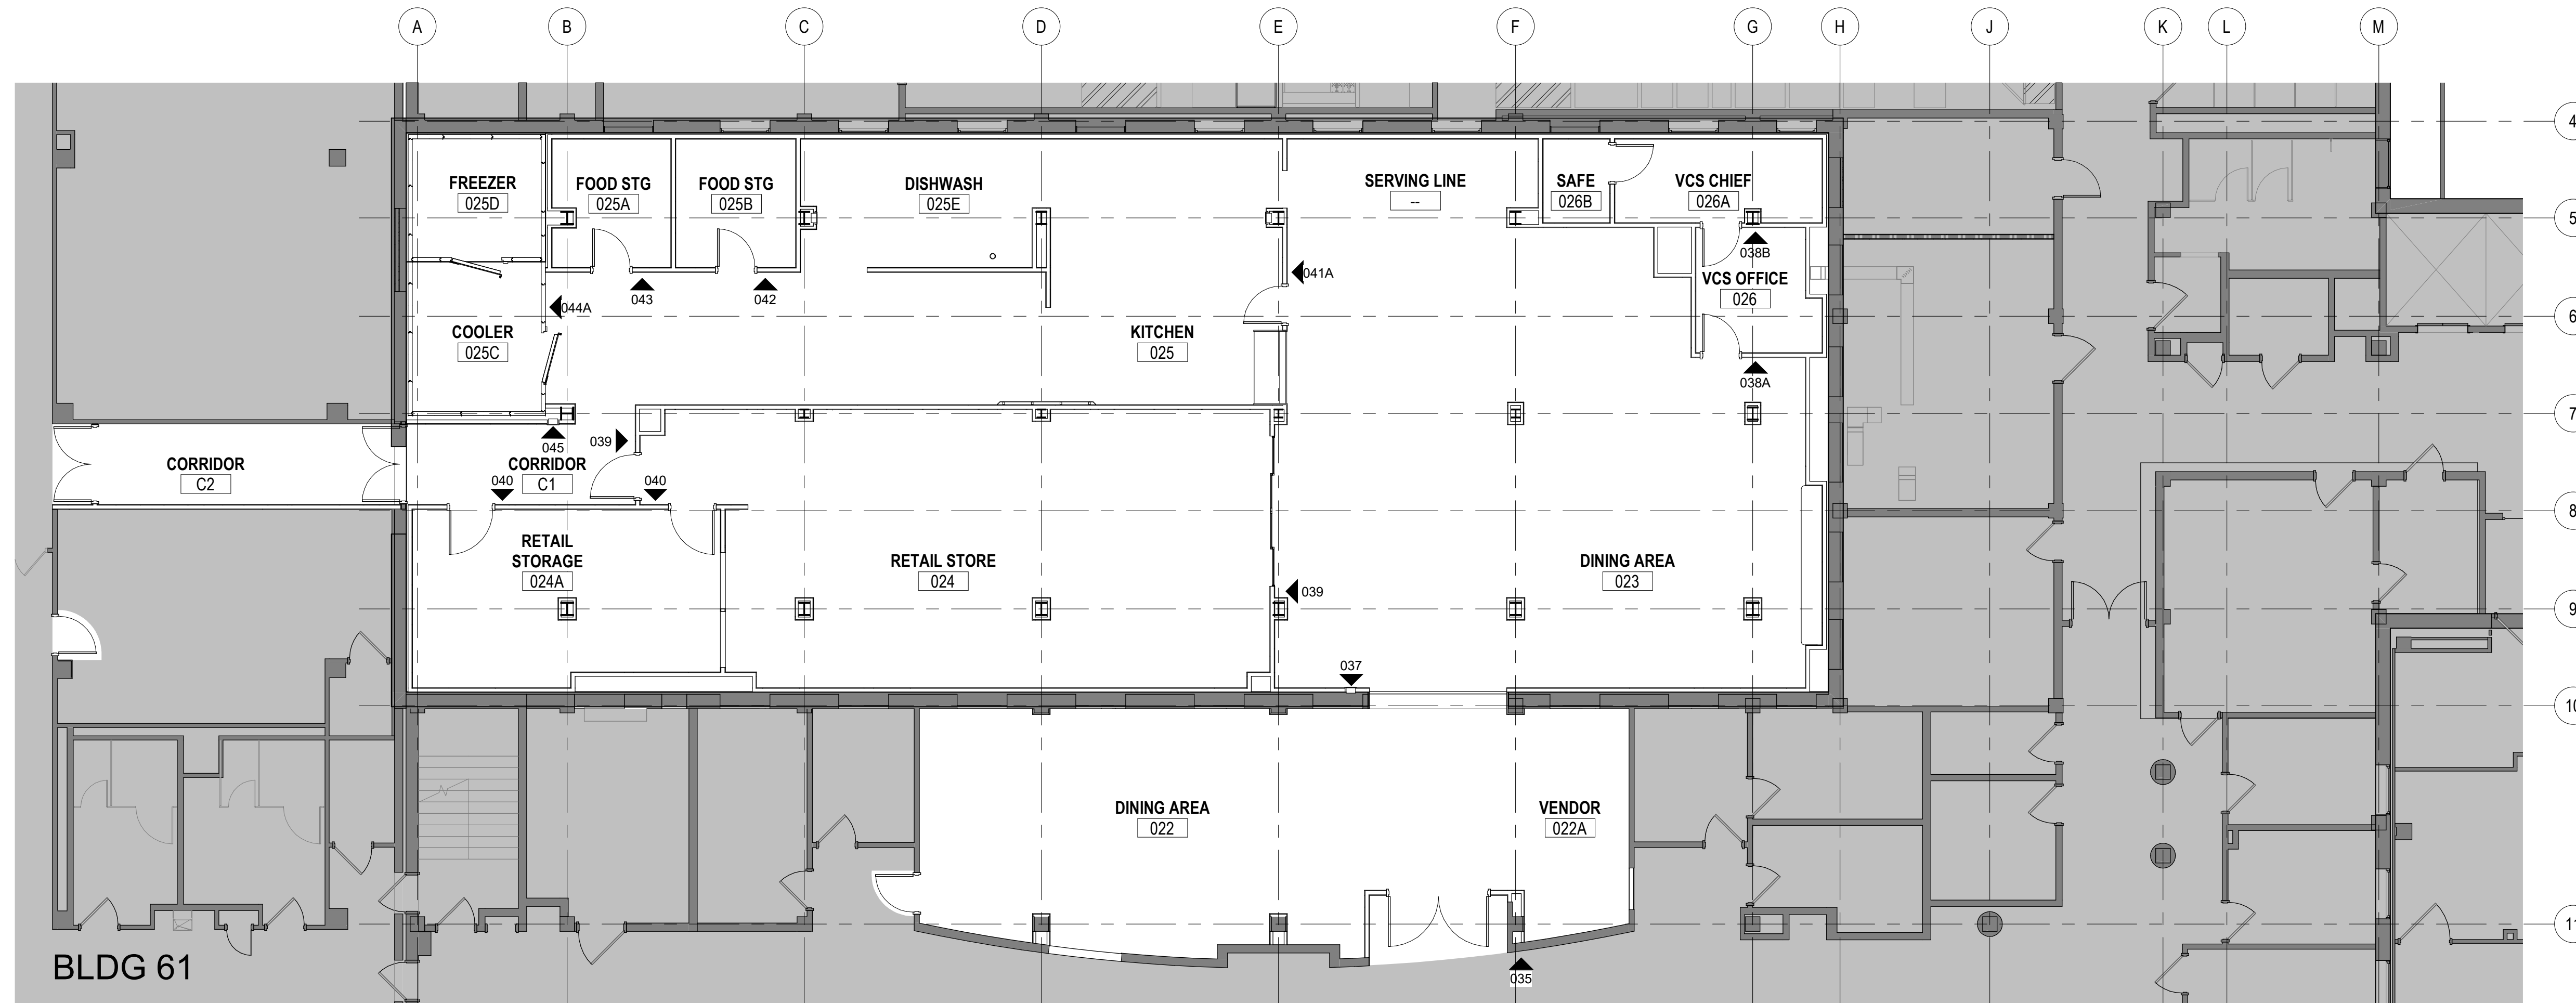 A B C D E F G H J K L M
4
FREEZER
025D
FOOD STG
025A
FOOD STG
025B
DISHWASH
025E
SERVING LINE
--
SAFE
026B
VCS CHIEF
026A
5
038B
043
042
041A
044A
VCS OFFICE
026
COOLER
025C
KITCHEN
025
6
038A
7
045
039
CORRIDOR
C2
CORRIDOR
C1
040
040
8
RETAIL
STORAGE
024A
RETAIL STORE
024
DINING AREA
023
039
9
037
10
DINING AREA
022
VENDOR
022A
11
BLDG 61
035